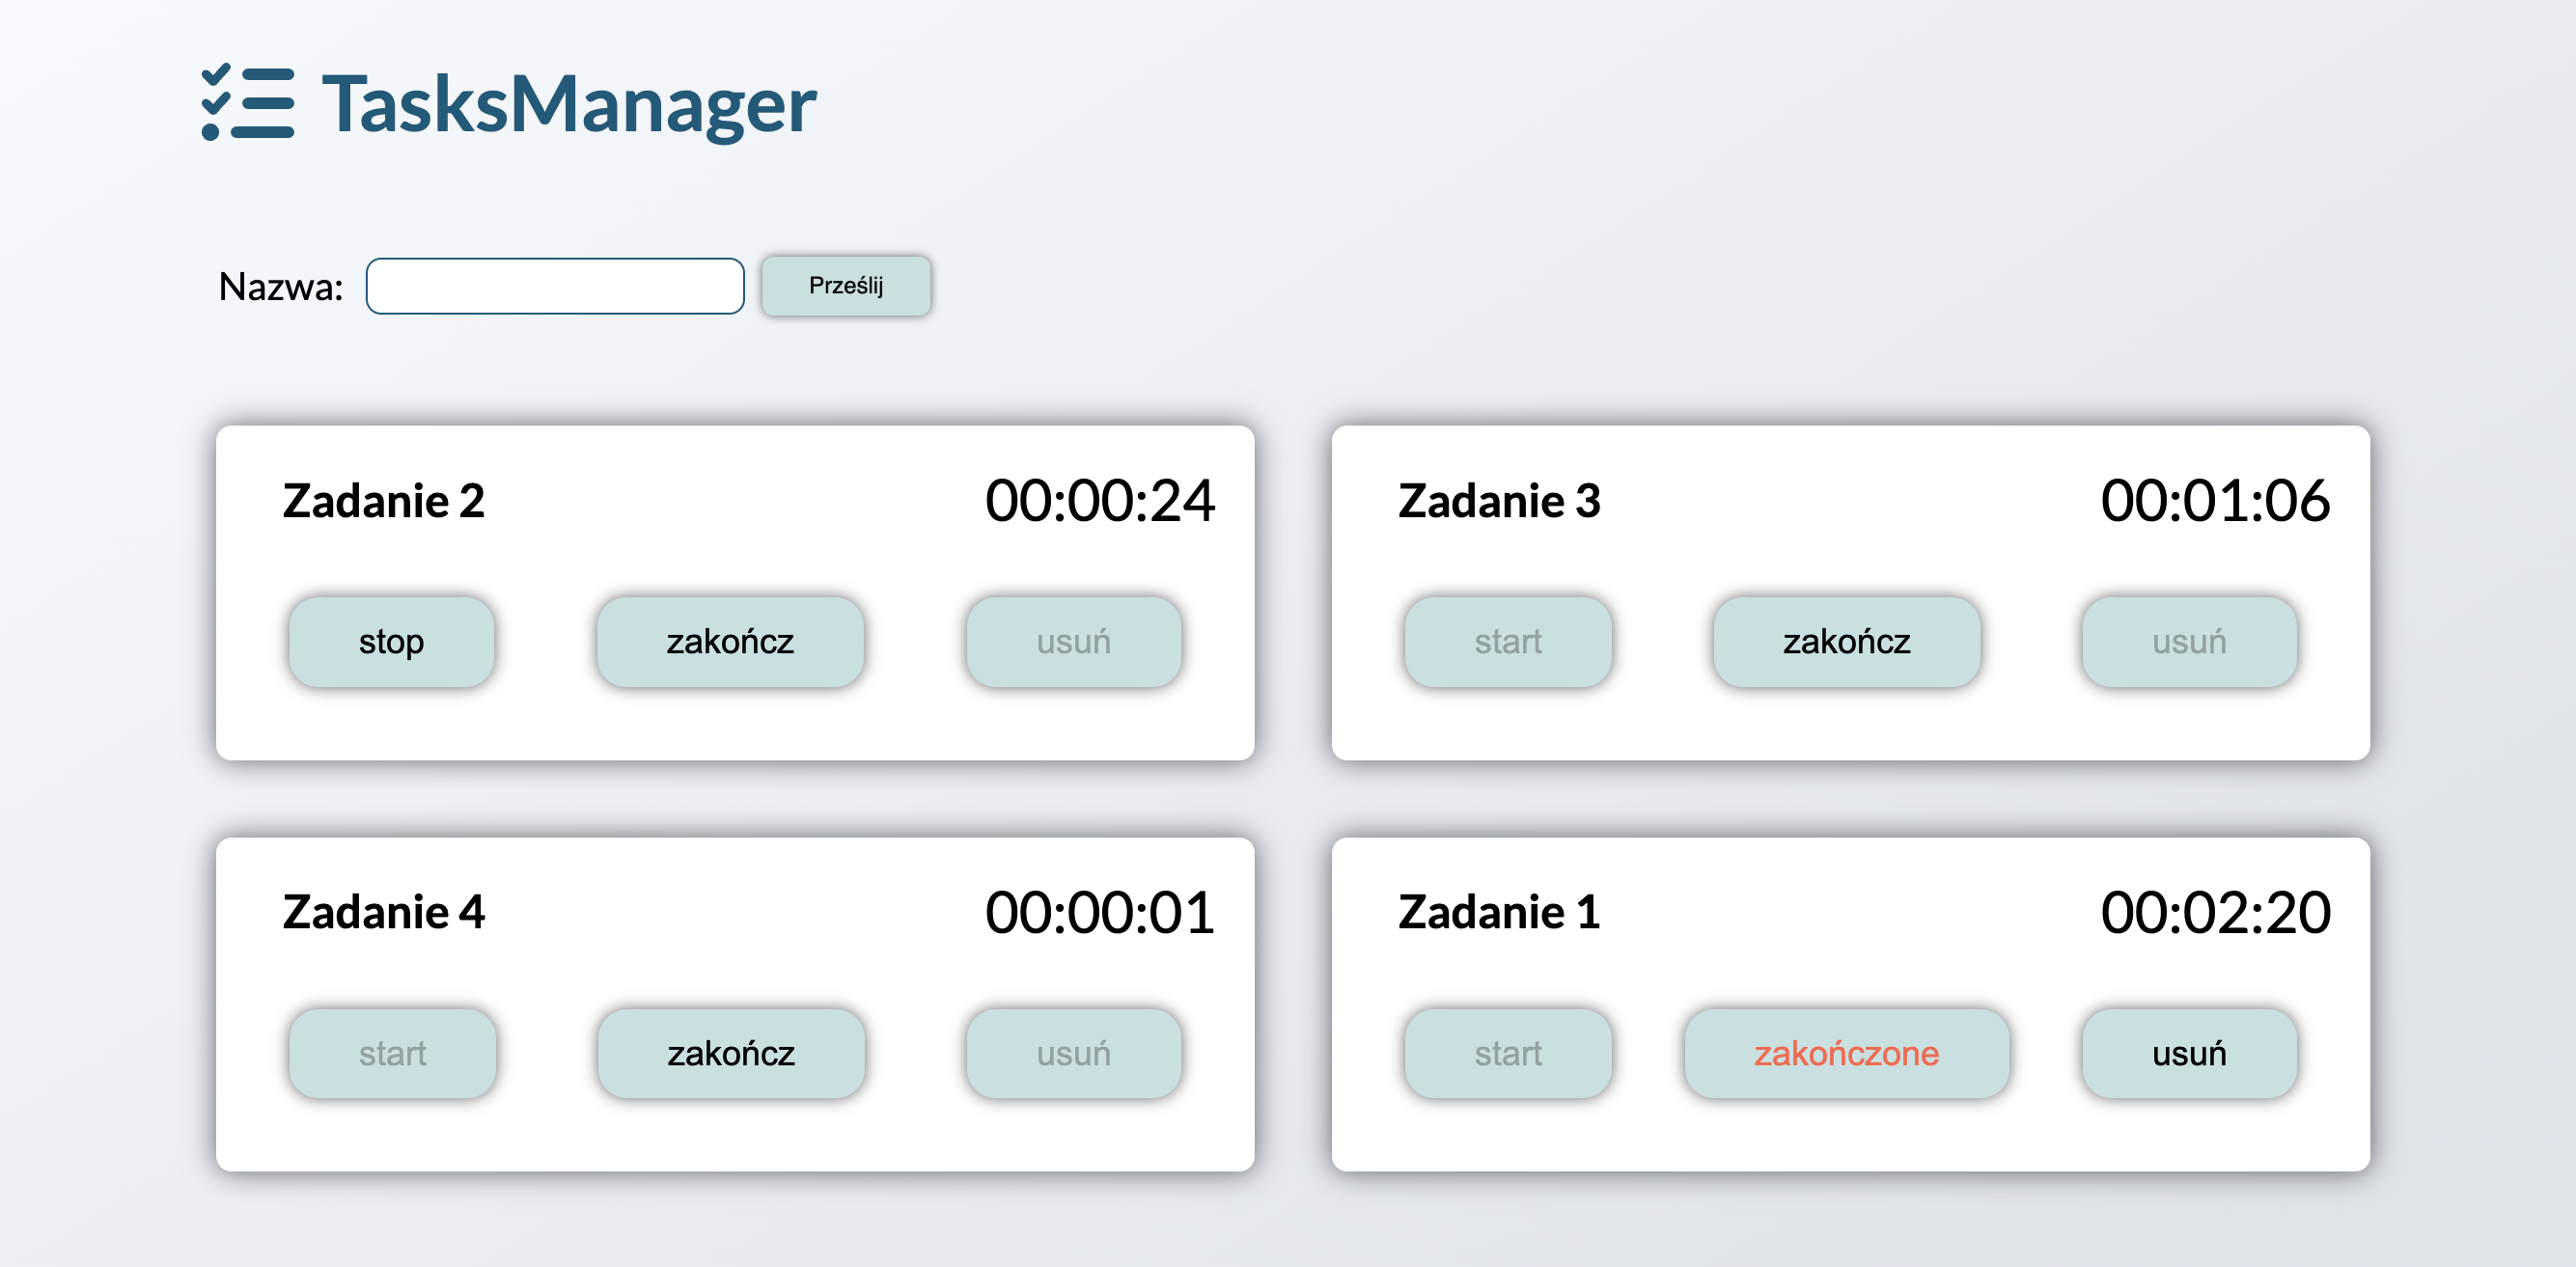 TasksManager
Nazwa: Prześlij
Zadanie 2 00:00:24
stop zakończ usuń
Zadanie 3 00:01:06
start zakończ usuń
Zadanie 4 00:00:01
start zakończ usuń
Zadanie 1 00:02:20
start zakończone usuń